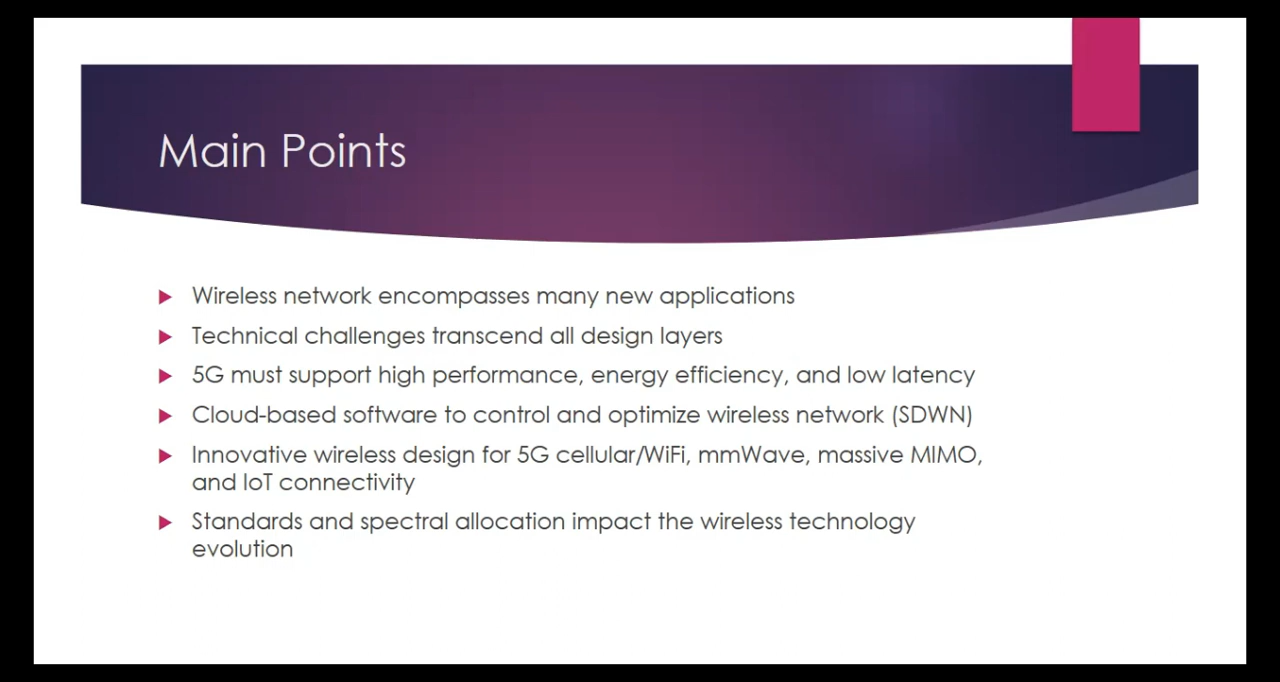 Main Points
Wireless network encompasses many new applications
Technical challenges transcend all design layers
5G must support high performance, energy efficiency, and low latency
Cloud-based software to control and optimize wireless network (SDWN)
Innovative wireless design for 5G cellular/WiFi, mmWave, massive MIMO,
and IoT connectivity
Standards and spectral allocation impact the wireless technology
evolution